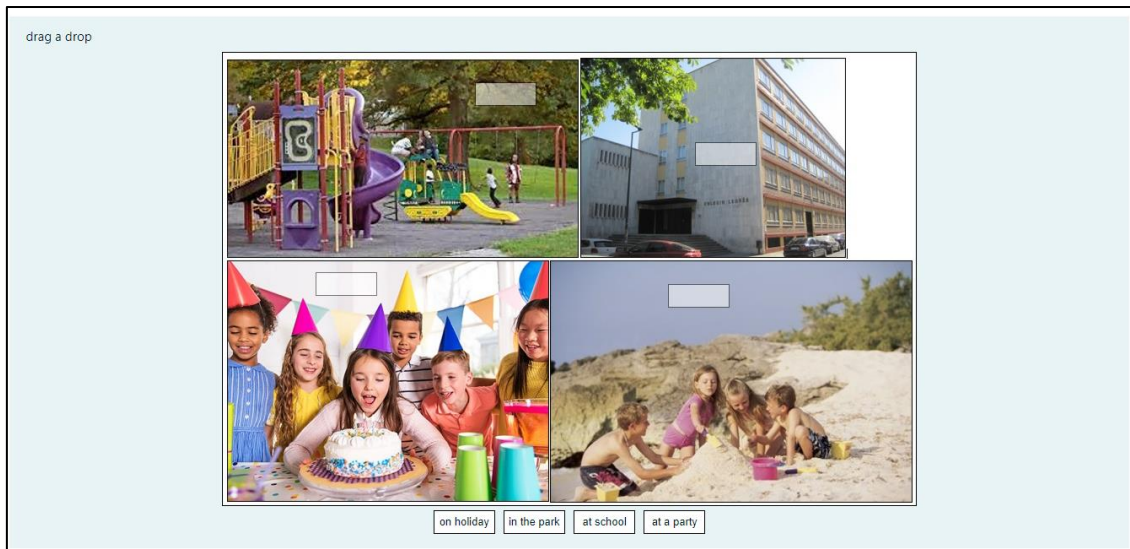 drag a drop
on holiday
in the park
at school
at a party